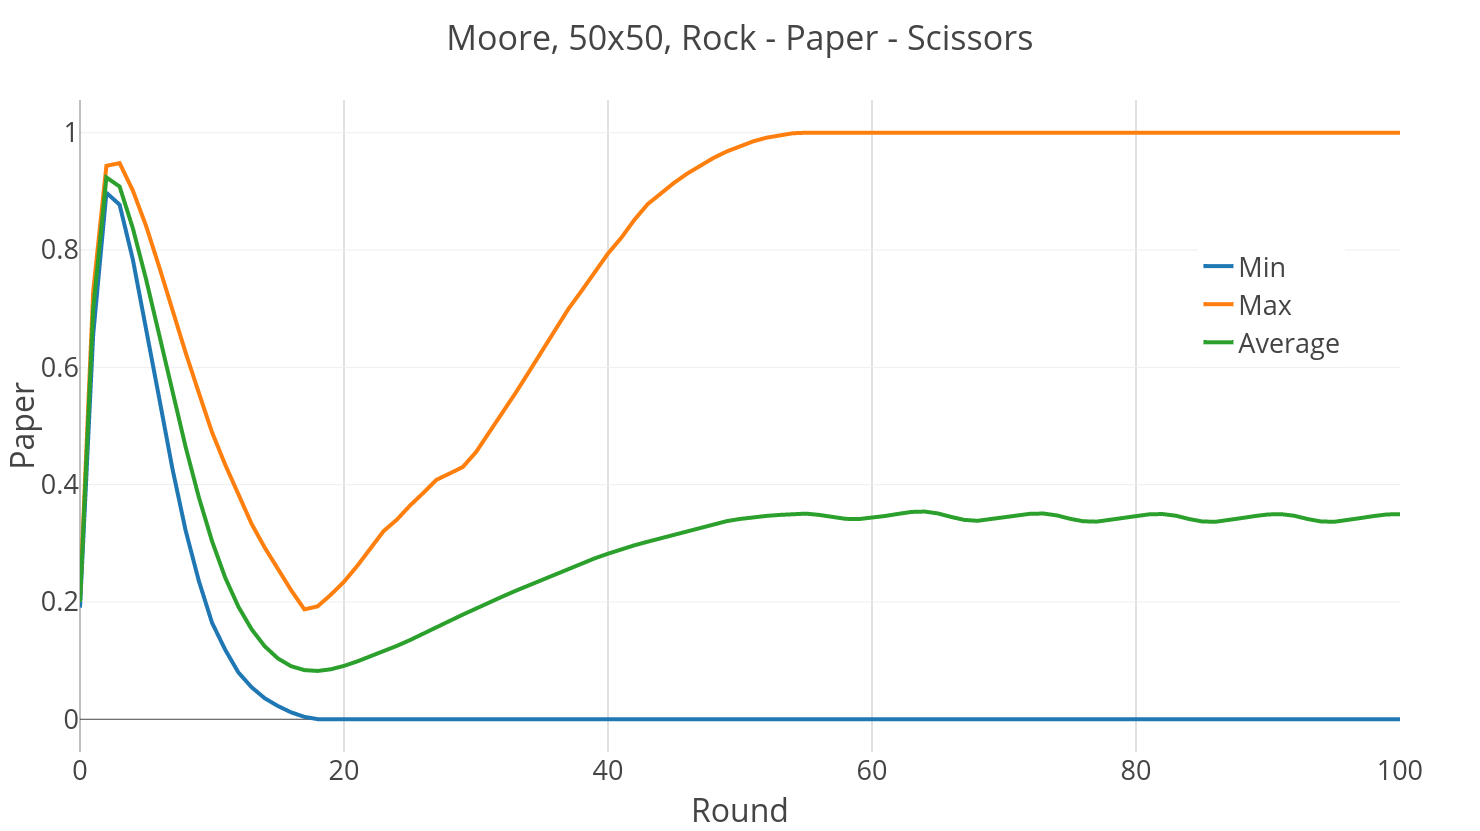 Moore, 50x50, Rock - Paper - Scissors
1
0.8
0.6
0.4
0.2
0
Paper
Min
Max
Average
0 20 40 60 80 100
Round